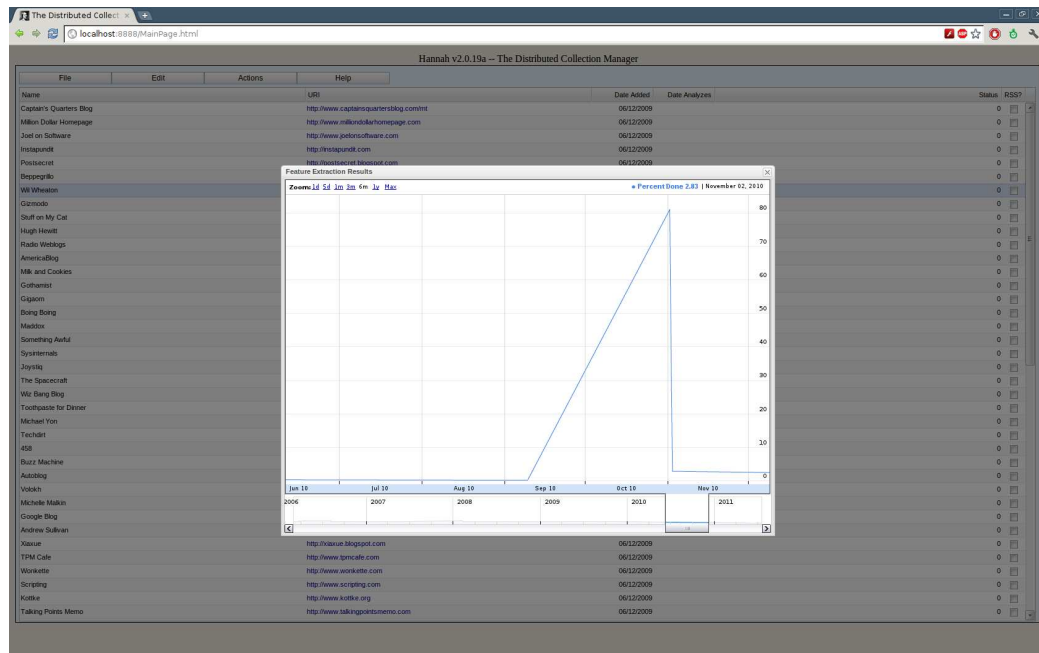 The Distributed Collect
localhost:8888/MainPage.html
Hannah v2.0.19a -- The Distributed Collection Manager
File Edit Actions Help
Name URI Date Added Date Analyzes Status RSS?
Captain's Quarters Blog http://www.captainsquartersblog.com/mt 06/12/2009 0
Million Dollar Homepage http://www.milliondollarhomepage.com 06/12/2009 0
Joel on Software http://www.joelonsoftware.com 06/12/2009 0
Instapundit http://instapundit.com 06/12/2009 0
Postsecret http://postsecret.blogspot.com 06/12/2009 0
Beppegrillo 0
Wil Wheaton 0
Gizmodo 0
Stuff on My Cat 0
Hugh Hewitt 0
Radio Weblogs 0
AmericaBlog 0
Milk and Cookies 0
Gothamist 0
Gigaom 0
Boing Boing 0
Maddox 0
Something Awful 0
Sysinternals 0
Joystiq 0
The Spacecraft 0
Wiz Bang Blog 0
Toothpaste for Dinner 0
Michael Yon 0
Techdirt 0
458 0
Buzz Machine 0
Autoblog 0
Volokh 0
Michelle Malkin 0
Google Blog 0
Andrew Sullivan 0
Xiaxue http://xiaxue.blogspot.com 06/12/2009 0
TPM Cafe http://www.tpmcafe.com 06/12/2009 0
Wonkette http://www.wonkette.com 06/12/2009 0
Scripting http://www.scripting.com 06/12/2009 0
Kottke http://www.kottke.org 06/12/2009 0
Talking Points Memo http://www.talkingpointsmemo.com 06/12/2009 0
Feature Extraction Results
Zoom: 1d 5d 1m 3m 6m 1y Max
Percent Done 2.83 | November 02, 2010
80
70
60
50
40
30
20
10
0
Jun 10 Jul 10 Aug 10 Sep 10 Oct 10 Nov 10
2006 2007 2008 2009 2010 2011